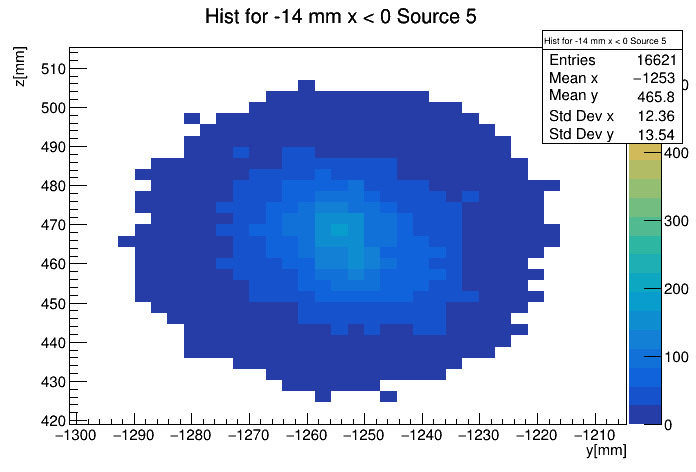 Hist for -14 mm x < 0 Source 5
z[mm]
Hist for -14 mm x < 0 Source 5
Entries 16621
Mean x −1253
Mean y 465.8
Std Dev x 12.36
Std Dev y 13.54
510
500
490
480
470
460
450
440
430
420
0
400
300
200
100
0
−1300 −1290 −1280 −1270 −1260 −1250 −1240 −1230 −1220 −1210
y[mm]